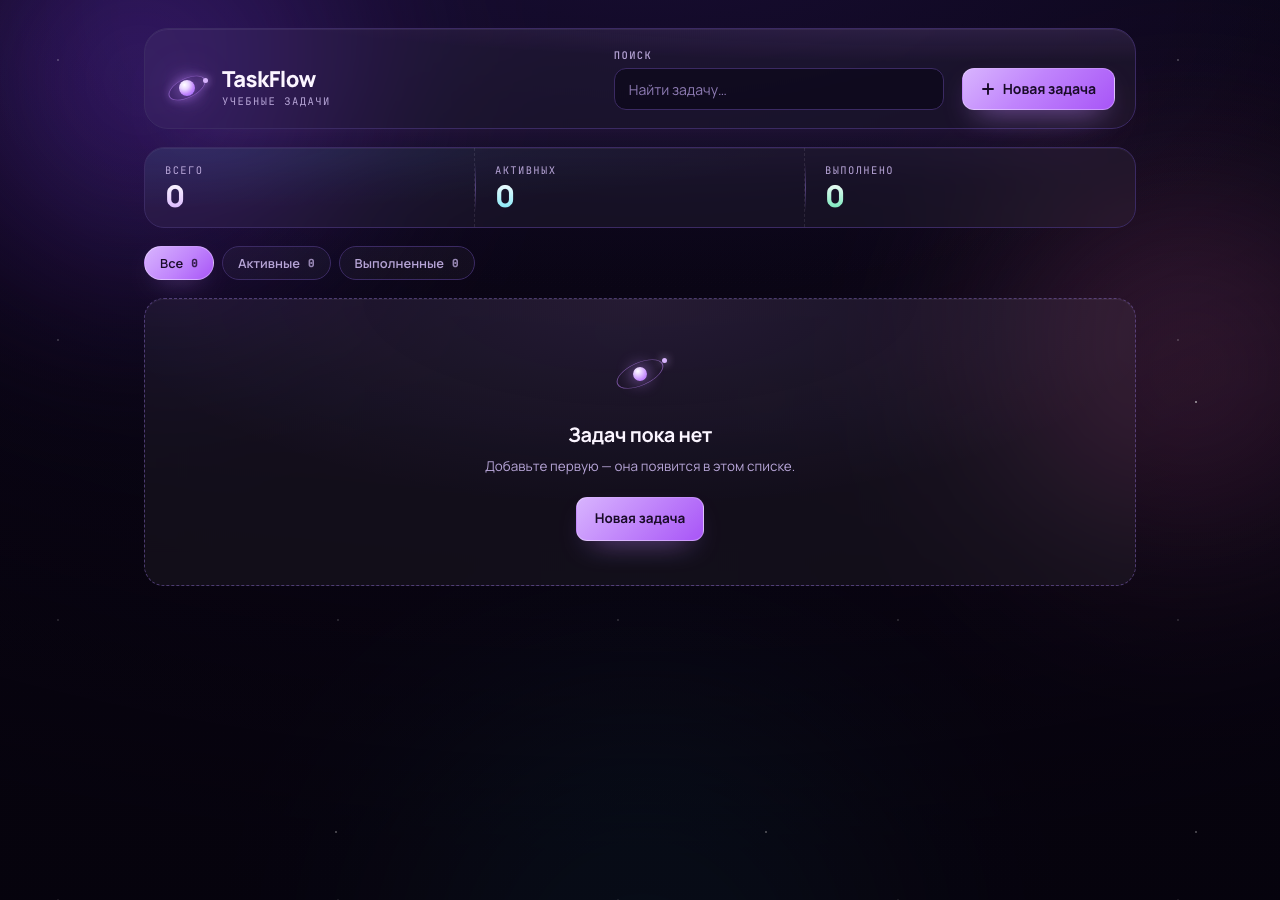 TaskFlow
УЧЕБНЫЕ ЗАДАЧИ
ПОИСК
Найти задачу…
+ Новая задача
ВСЕГО
0
АКТИВНЫХ
0
ВЫПОЛНЕНО
0
Все 0
Активные 0
Выполненные 0
Задач пока нет
Добавьте первую — она появится в этом списке.
Новая задача